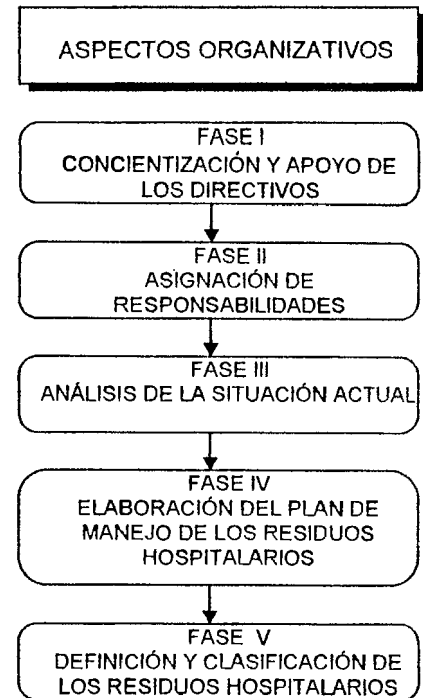 ASPECTOS ORGANIZATIVOS
FASE I
CONCIENTIZACIÓN Y APOYO DE
LOS DIRECTIVOS
FASE II
ASIGNACIÓN DE
RESPONSABILIDADES
FASE III
ANÁLISIS DE LA SITUACIÓN ACTUAL
FASE IV
ELABORACIÓN DEL PLAN DE
MANEJO DE LOS RESIDUOS
HOSPITALARIOS
FASE V
DEFINICIÓN Y CLASIFICACIÓN DE
LOS RESIDUOS HOSPITALARIOS